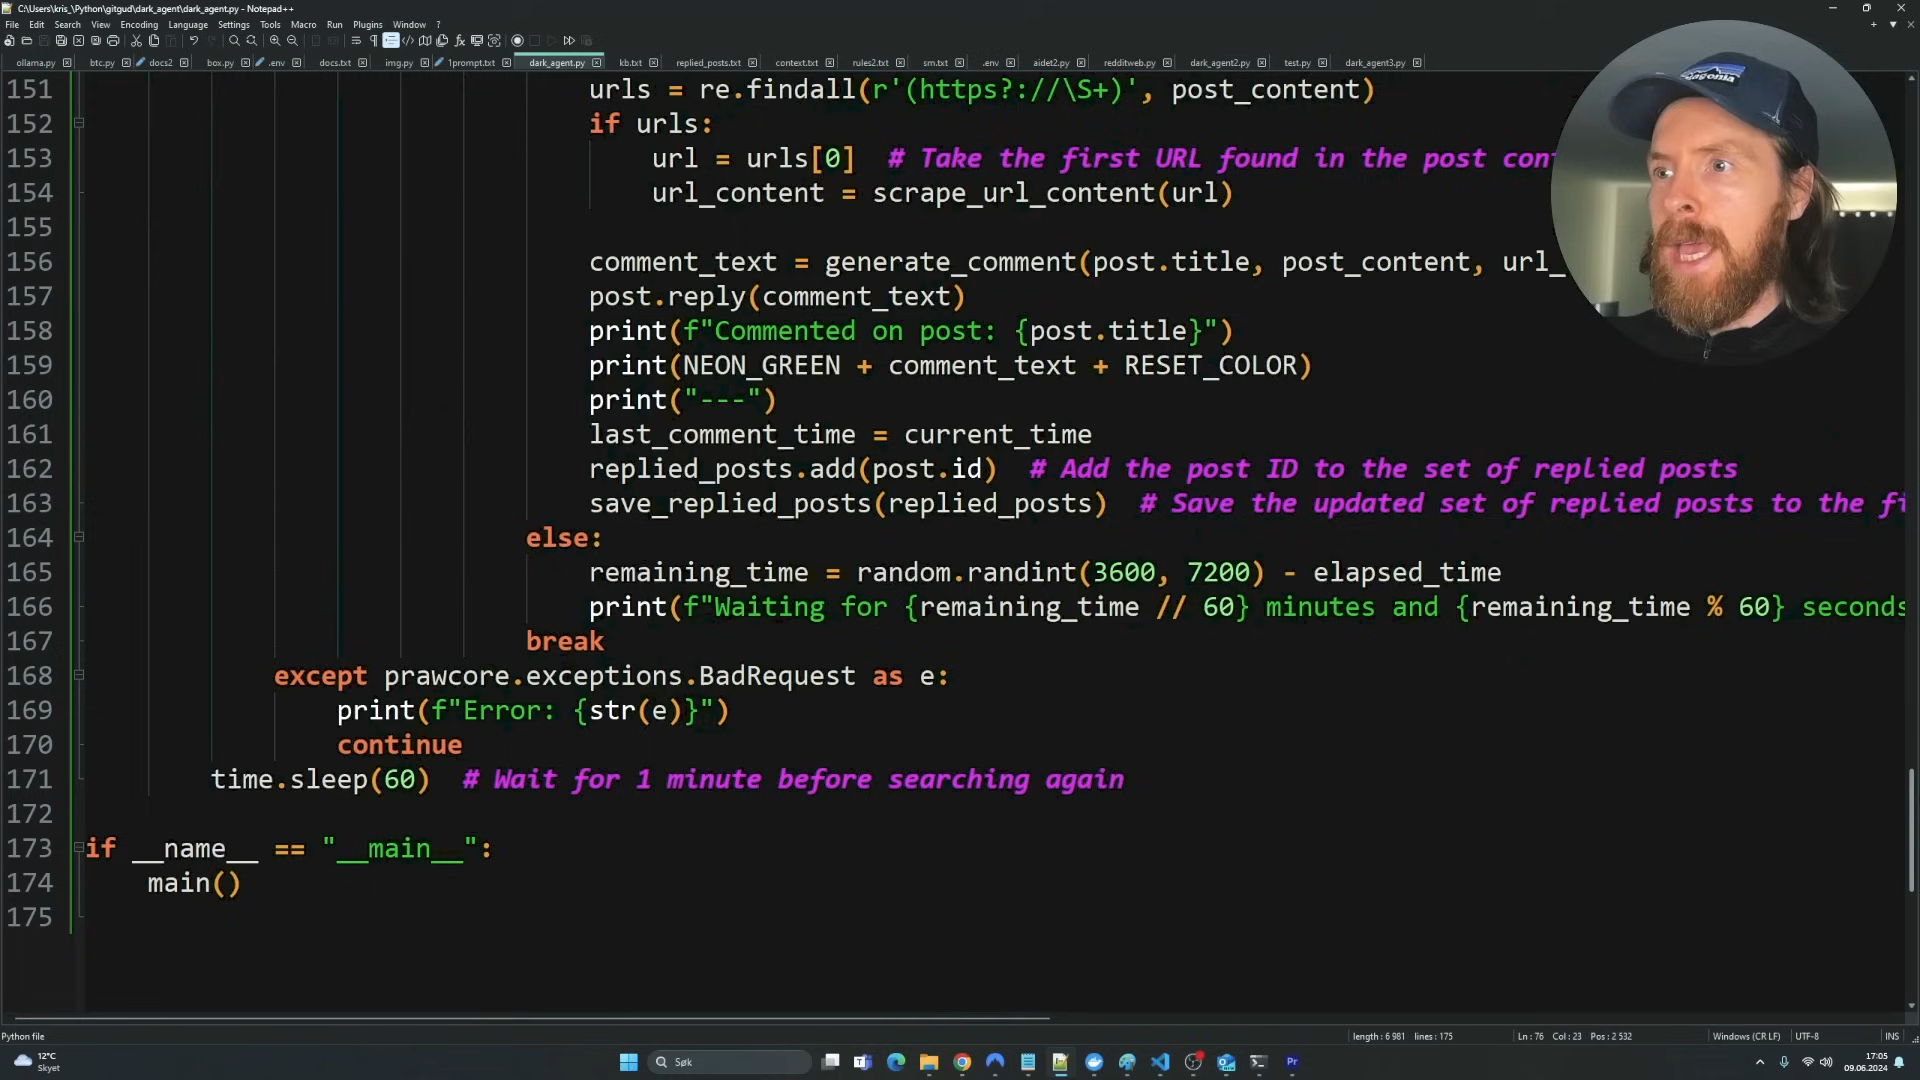 C:\Users\kris_\Python\gitgud\dark_agent\dark_agent.py - Notepad++
File Edit Search View Encoding Language Settings Tools Macro Run Plugins Window ?
ollama.py btc.py docs2 box.py .env docs.txt img.py 1prompt.txt dark_agent.py kb.txt replied_posts.txt context.txt rules2.txt sm.txt .env aidet2.py redditweb.py dark_agent2.py test.py dark_agent3.py
151 urls = re.findall(r'(https?://\S+)', post_content)
152 if urls:
153 url = urls[0]  # Take the first URL found in the post
154 url_content = scrape_url_content(url)
155
156 comment_text = generate_comment(post.title, post_content, url_
157 post.reply(comment_text)
158 print(f"Commented on post: {post.title}")
159 print(NEON_GREEN + comment_text + RESET_COLOR)
160 print("---")
161 last_comment_time = current_time
162 replied_posts.add(post.id)  # Add the post ID to the set of replied posts
163 save_replied_posts(replied_posts)  # Save the updated set of replied posts to the fi
164 else:
165 remaining_time = random.randint(3600, 7200) - elapsed_time
166 print(f"Waiting for {remaining_time // 60} minutes and {remaining_time % 60} seconds
167 break
168 except prawcore.exceptions.BadRequest as e:
169 print(f"Error: {str(e)}")
170 continue
171 time.sleep(60)  # Wait for 1 minute before searching again
172
173 if __name__ == "__main__":
174 main()
175
patagonia
Python file length : 6 981 lines : 175 Ln : 76 Col : 23 Pos : 2 532 Windows (CR LF) UTF-8 INS
12°C
Skyet
Søk
Pr
17:05
09.06.2024